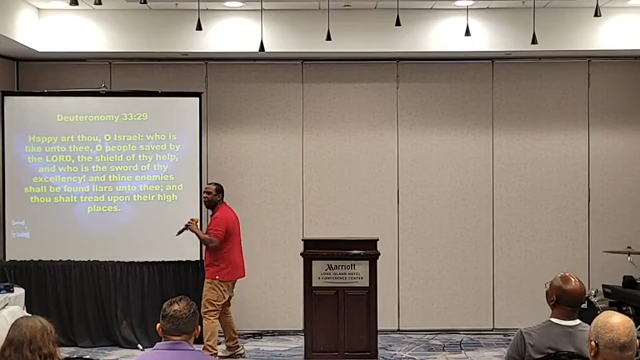 Deuteronomy 33:29
Happy art thou, O Israel: who is
like unto thee, O people saved by
the LORD, the shield of thy help,
and who is the sword of thy
excellency! and thine enemies
shall be found liars unto thee; and
thou shalt tread upon their high
places.
Marriott
LONG ISLAND HOTEL
& CONFERENCE CENTER